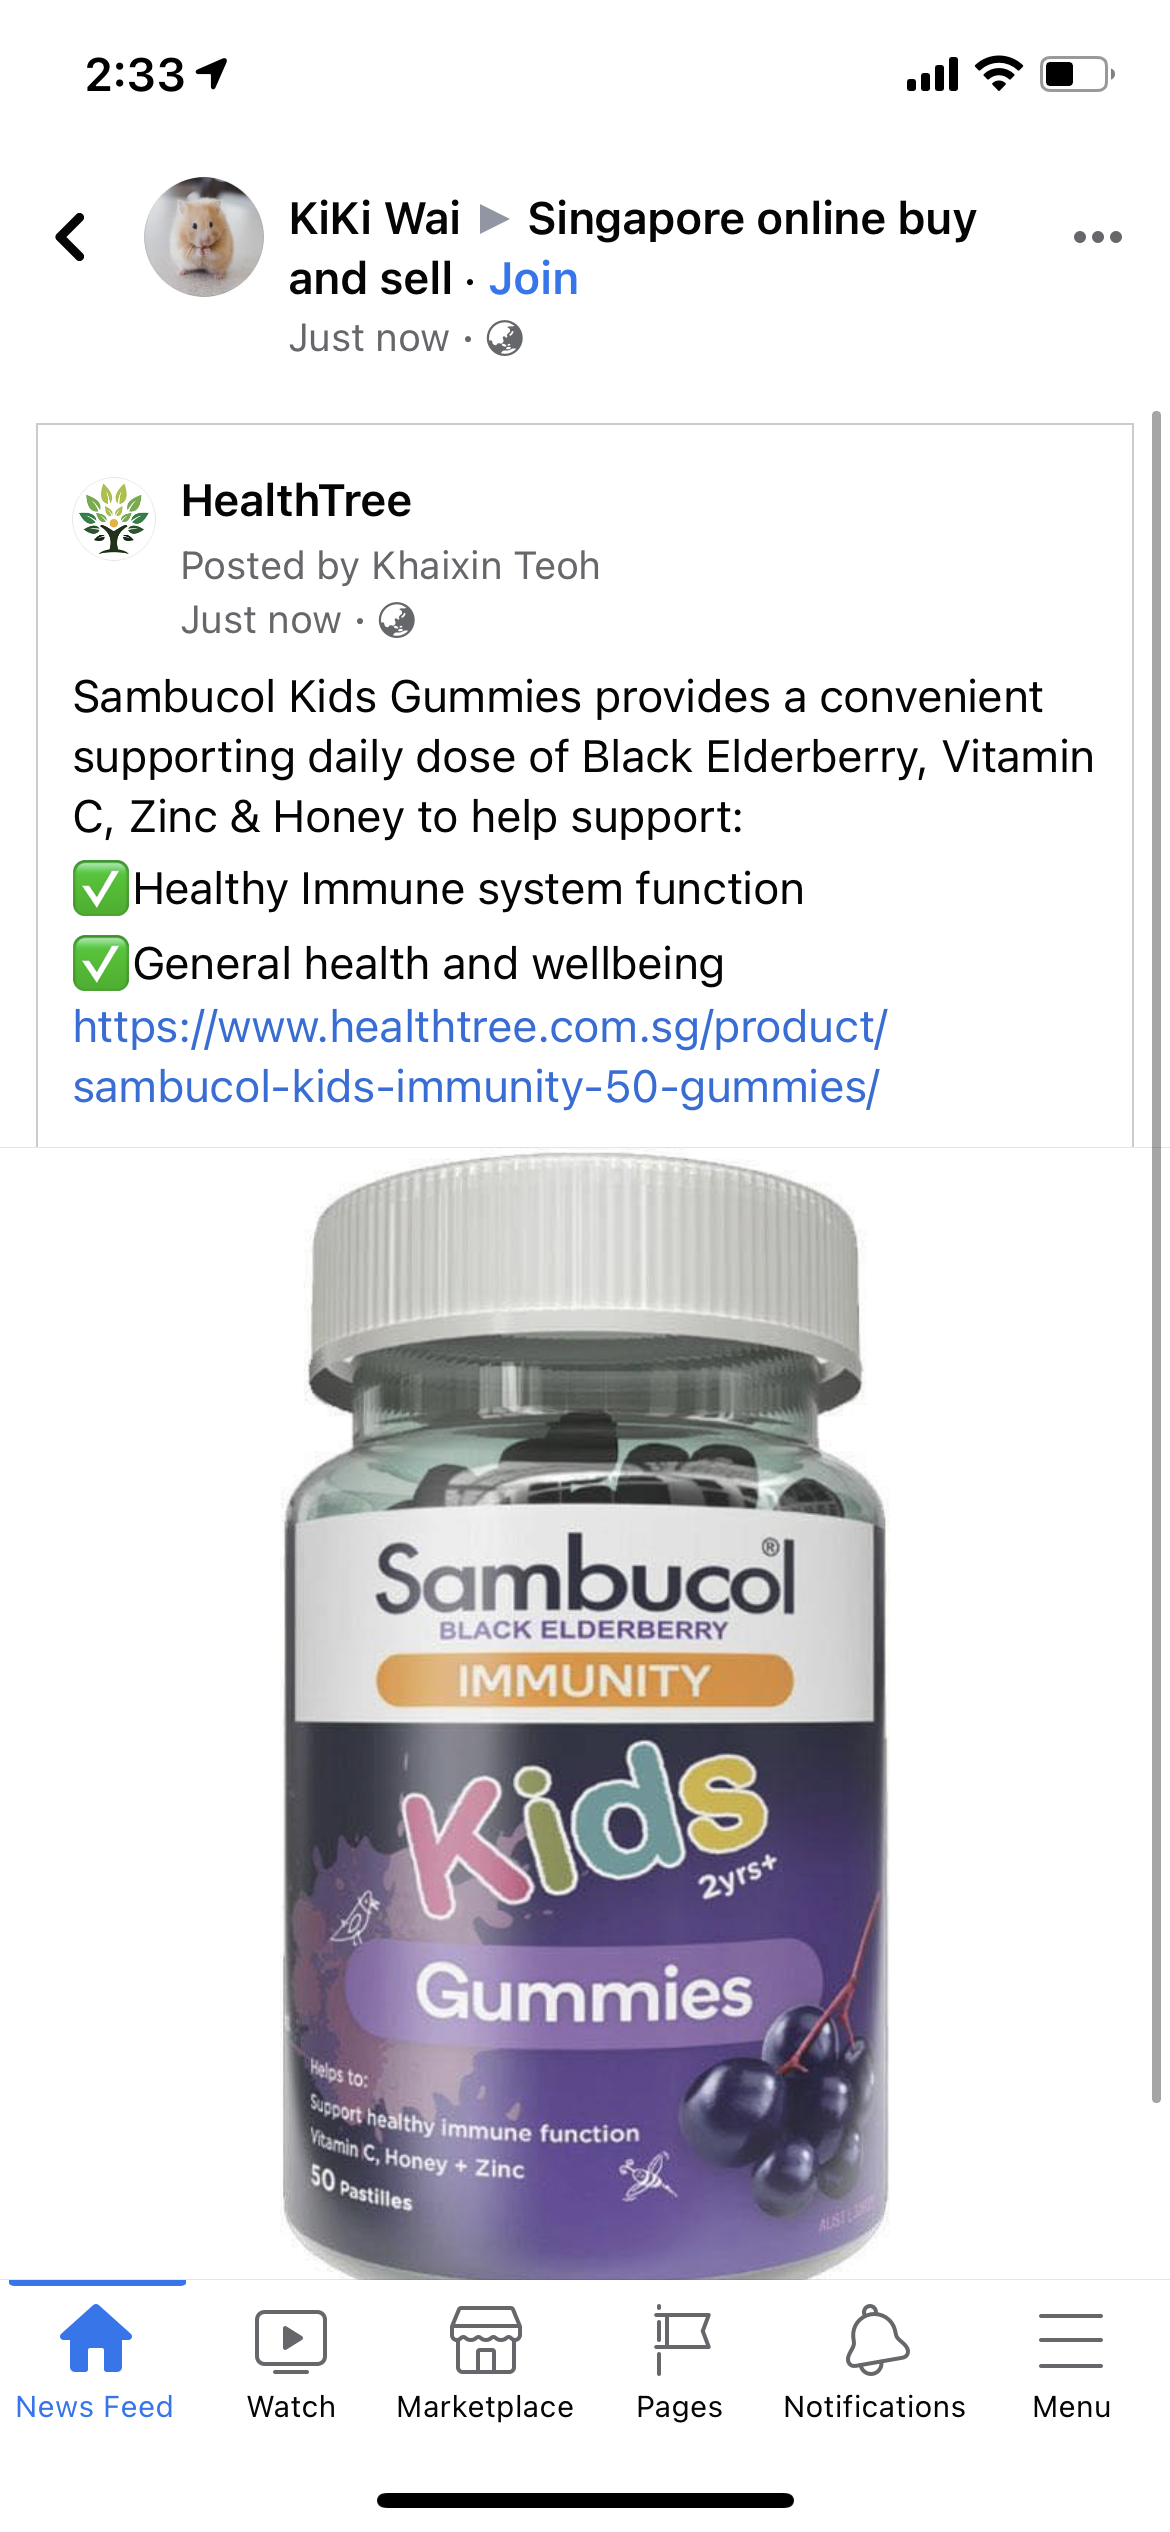 2:33
KiKi Wai ▶ Singapore online buy
and sell · Join
Just now ·
HealthTree
Posted by Khaixin Teoh
Just now ·
Sambucol Kids Gummies provides a convenient
supporting daily dose of Black Elderberry, Vitamin
C, Zinc & Honey to help support:
✅Healthy Immune system function
✅General health and wellbeing
https://www.healthtree.com.sg/product/
sambucol-kids-immunity-50-gummies/
Sambucol®
BLACK ELDERBERRY
IMMUNITY
Kids
2yrs+
Gummies
Helps to:
Support healthy immune function
Vitamin C, Honey + Zinc
50 Pastilles
News Feed
Watch
Marketplace
Pages
Notifications
Menu